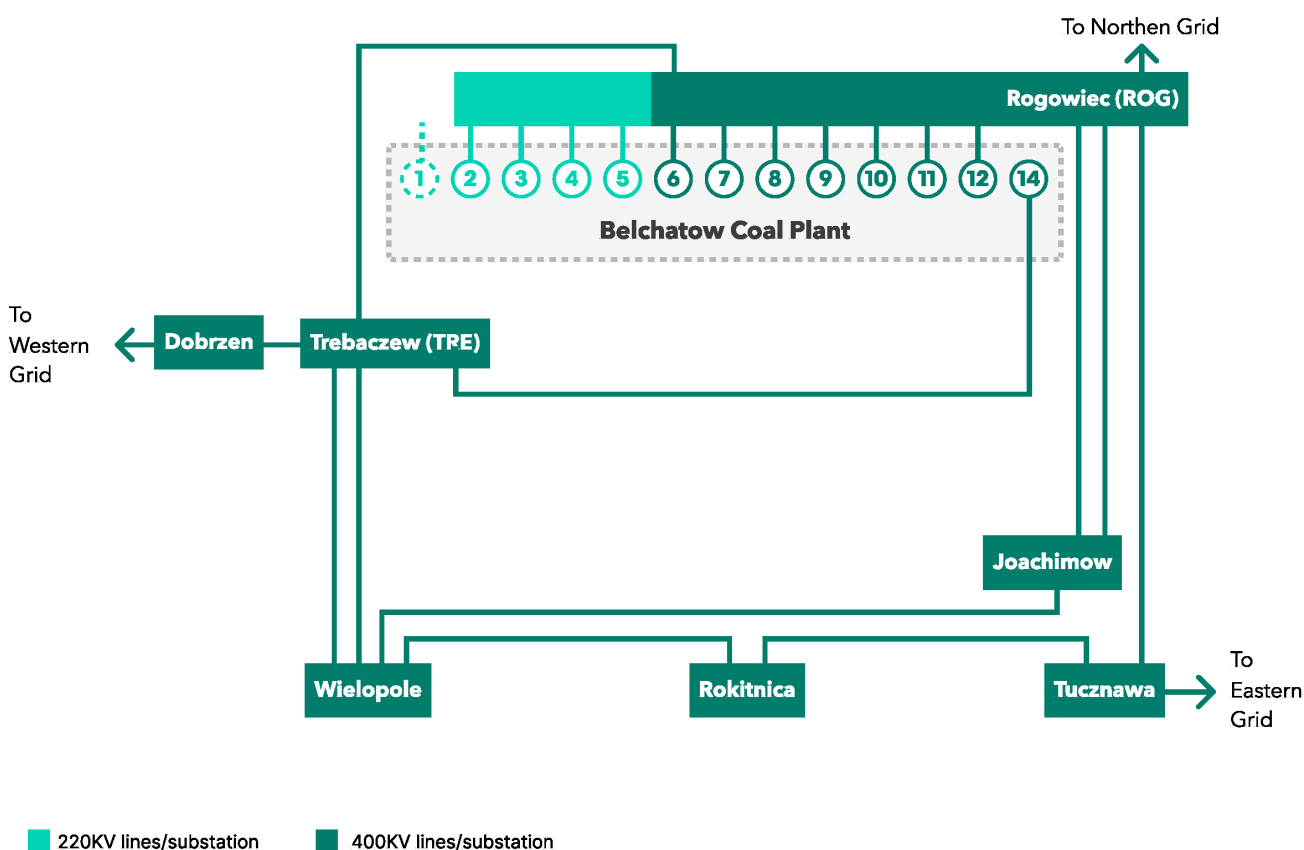 To Northen Grid
Rogowiec (ROG)
1 2 3 4 5 6 7 8 9 10 11 12 14
Belchatow Coal Plant
To
Western
Grid
Dobrzen
Trebaczew (TRE)
Joachimow
Wielopole
Rokitnica
Tucznawa
To
Eastern
Grid
220KV lines/substation
400KV lines/substation